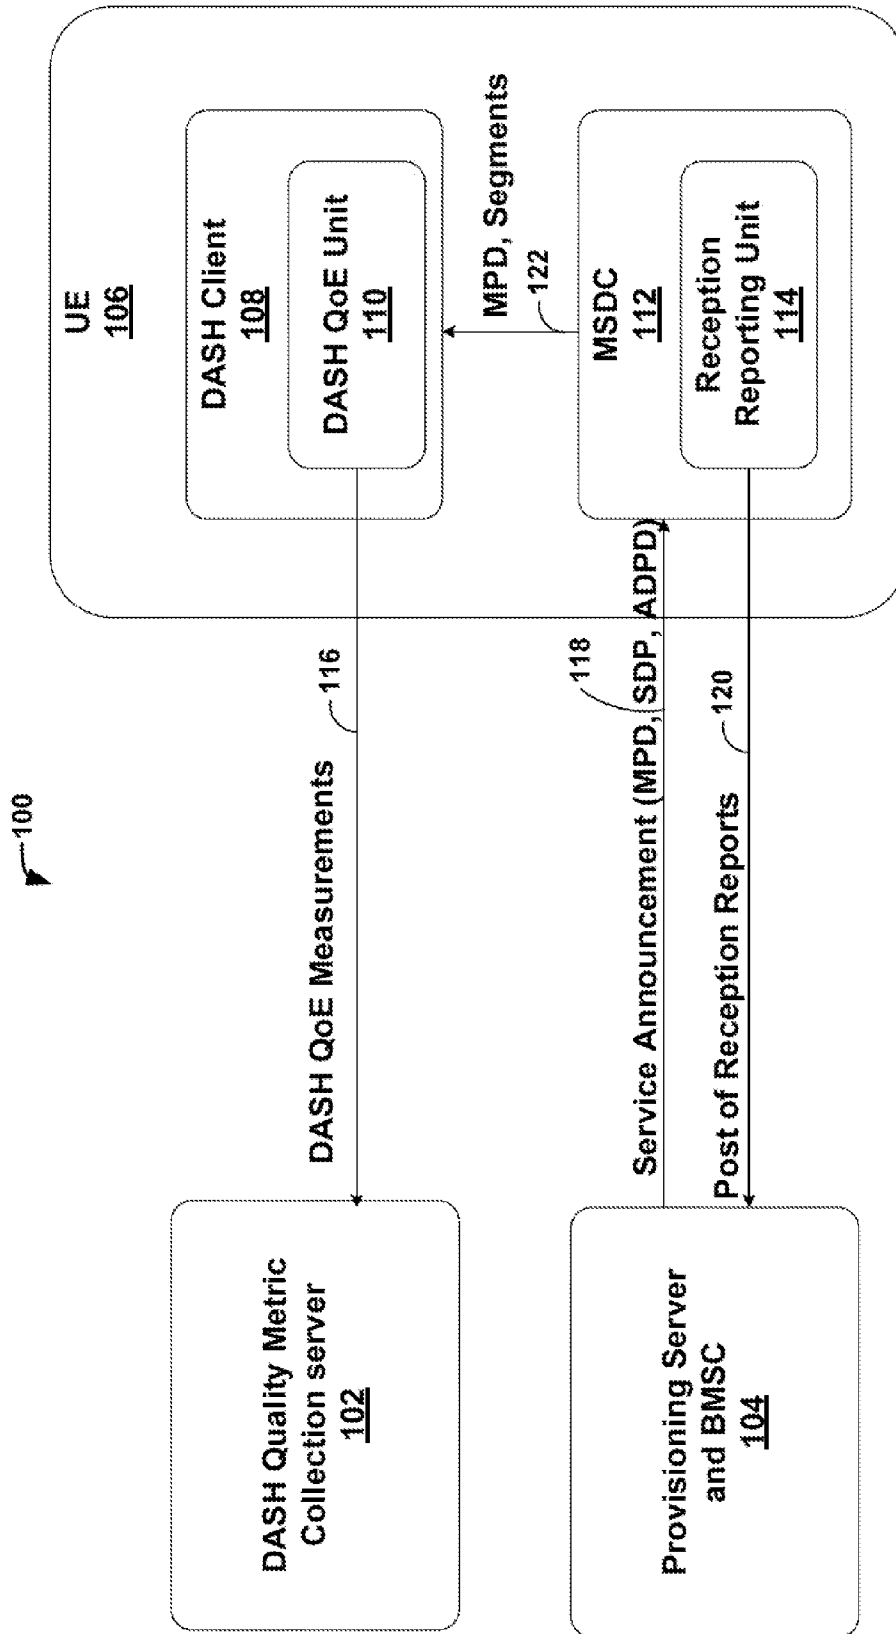 100
UE
106
DASH Client
108
DASH QoE Unit
110
MPD, Segments
122
MSDC
112
Reception
Reporting Unit
114
DASH QoE Measurements
116
Service Announcement (MPD, SDP, ADPD)
118
Post of Reception Reports
120
DASH Quality Metric
Collection server
102
Provisioning Server
and BMSC
104